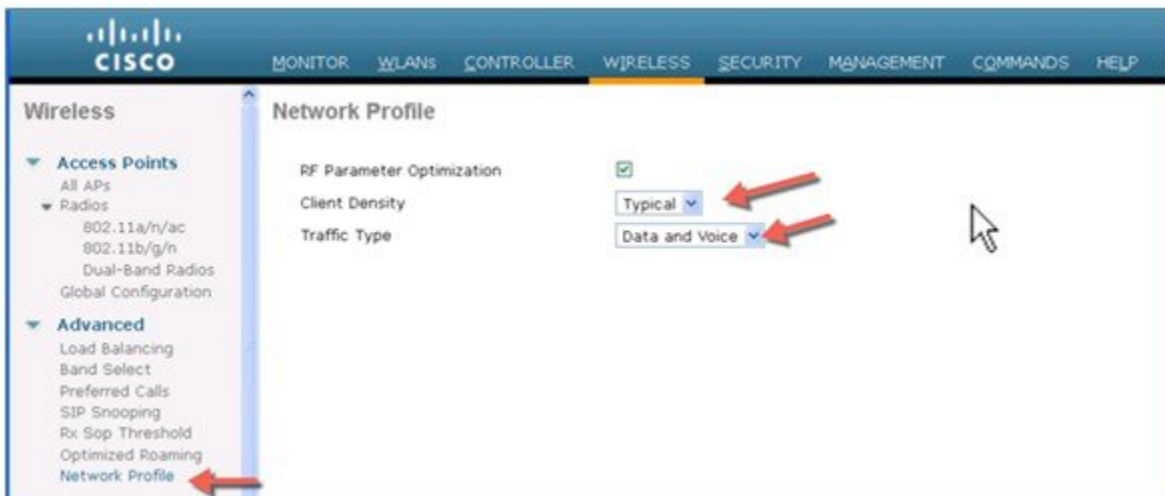 CISCO
MONITOR WLANs CONTROLLER WIRELESS SECURITY MANAGEMENT COMMANDS HELP
Wireless
Access Points
All APs
Radios
802.11a/n/ac
802.11b/g/n
Dual-Band Radios
Global Configuration
Advanced
Load Balancing
Band Select
Preferred Calls
SIP Snooping
Rx Sop Threshold
Optimized Roaming
Network Profile
Network Profile
RF Parameter Optimization
Client Density Typical
Traffic Type Data and Voice